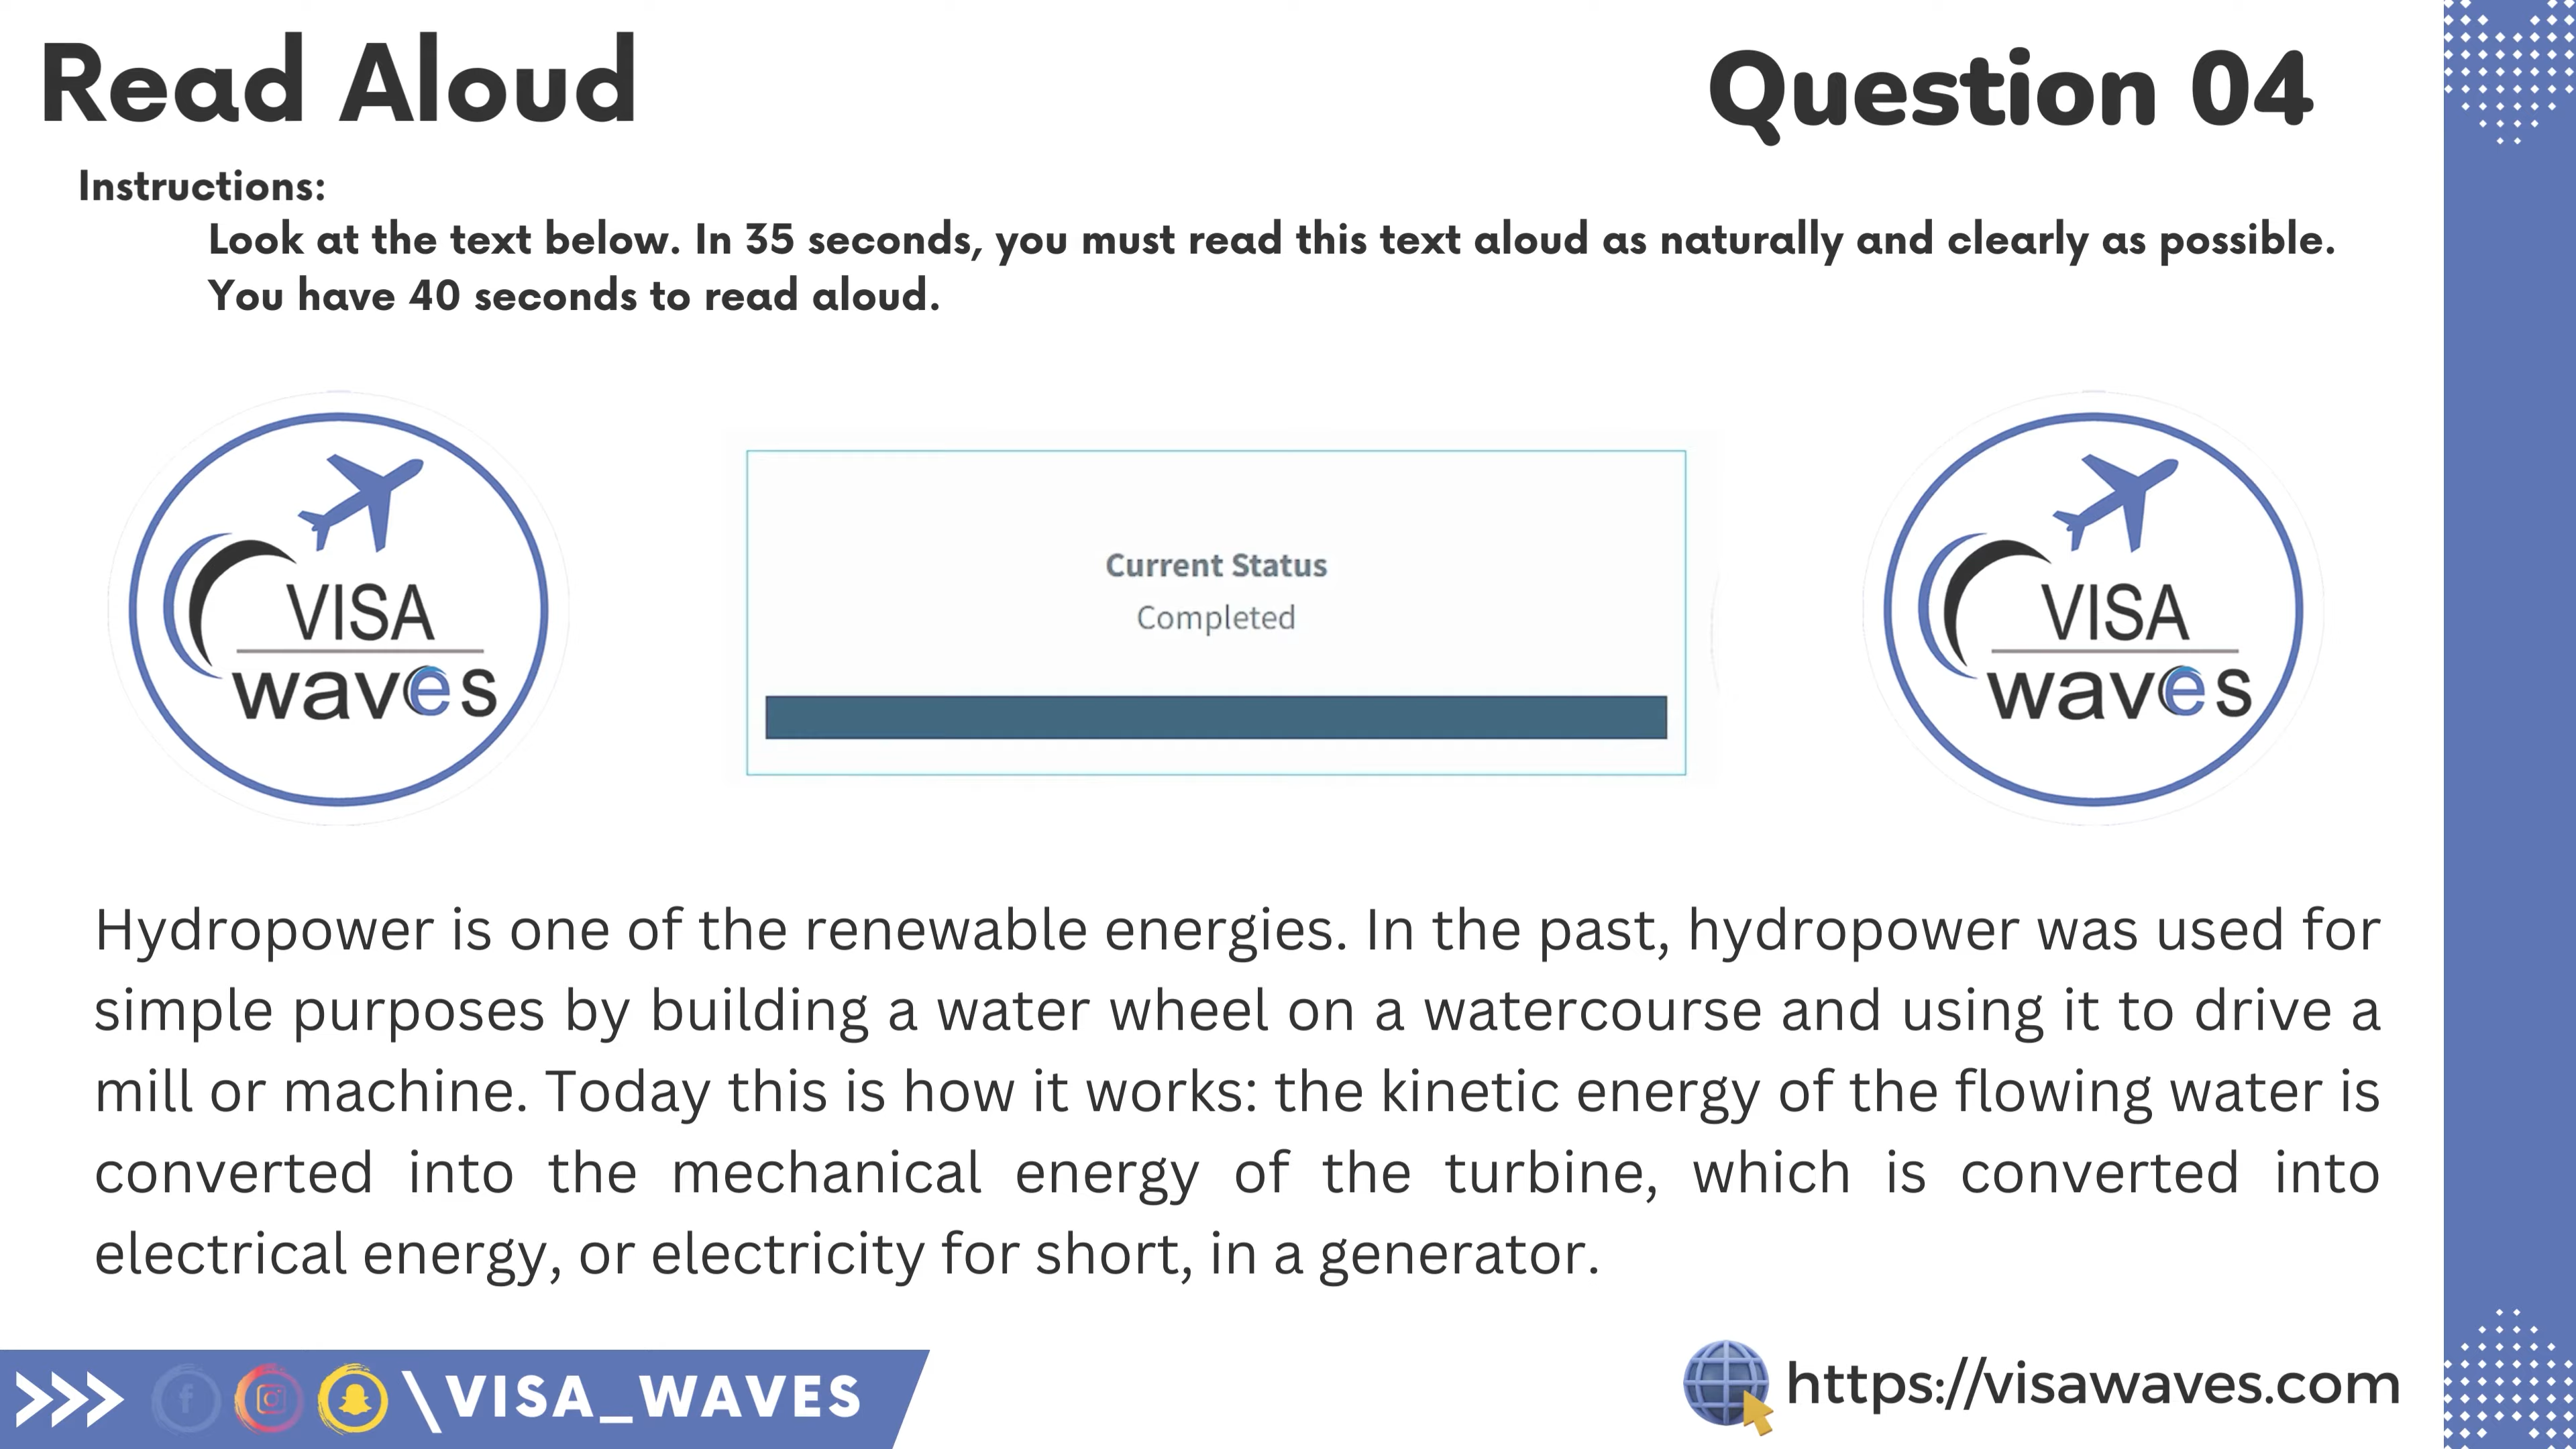 Read Aloud
Question 04
Instructions:
Look at the text below. In 35 seconds, you must read this text aloud as naturally and clearly as possible.
You have 40 seconds to read aloud.
VISA
waves
Current Status
Completed
VISA
waves
Hydropower is one of the renewable energies. In the past, hydropower was used for
simple purposes by building a water wheel on a watercourse and using it to drive a
mill or machine. Today this is how it works: the kinetic energy of the flowing water is
converted into the mechanical energy of the turbine, which is converted into
electrical energy, or electricity for short, in a generator.
\VISA_WAVES
https://visawaves.com